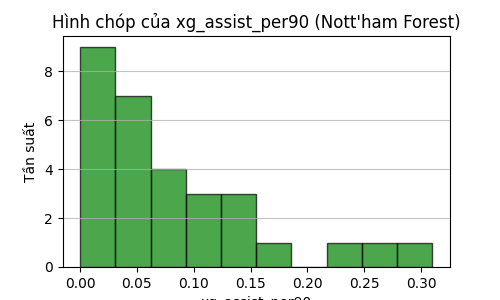 Hình chóp của xg_assist_per90 (Nott'ham Forest)
Tần suất
8
6
4
2
0
0.00 0.05 0.10 0.15 0.20 0.25 0.30
xg_assist_per90